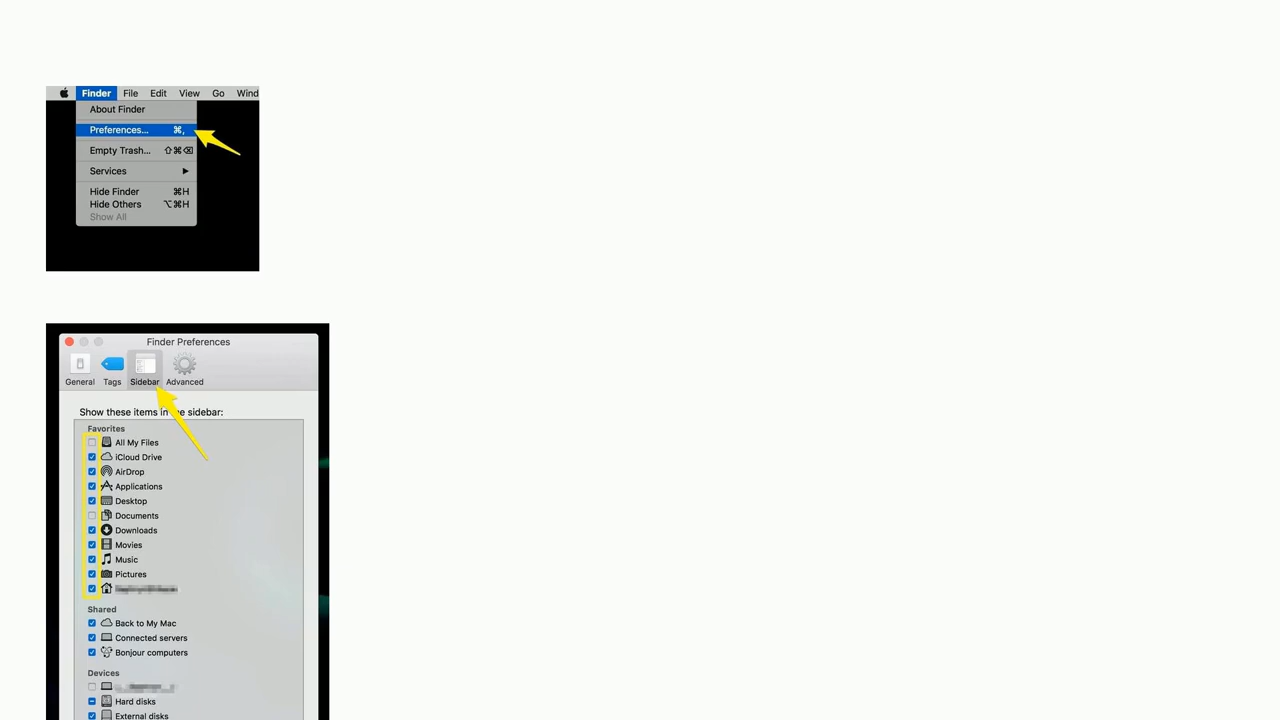 Finder File Edit View Go Wind
About Finder
Preferences... ⌘,
Empty Trash... ⇧⌘⌫
Services ▶
Hide Finder ⌘H
Hide Others ⌥⌘H
Show All
Finder Preferences
General Tags Sidebar Advanced
Show these items in the sidebar:
Favorites
All My Files
iCloud Drive
AirDrop
Applications
Desktop
Documents
Downloads
Movies
Music
Pictures
Shared
Back to My Mac
Connected servers
Bonjour computers
Devices
Hard disks
External disks